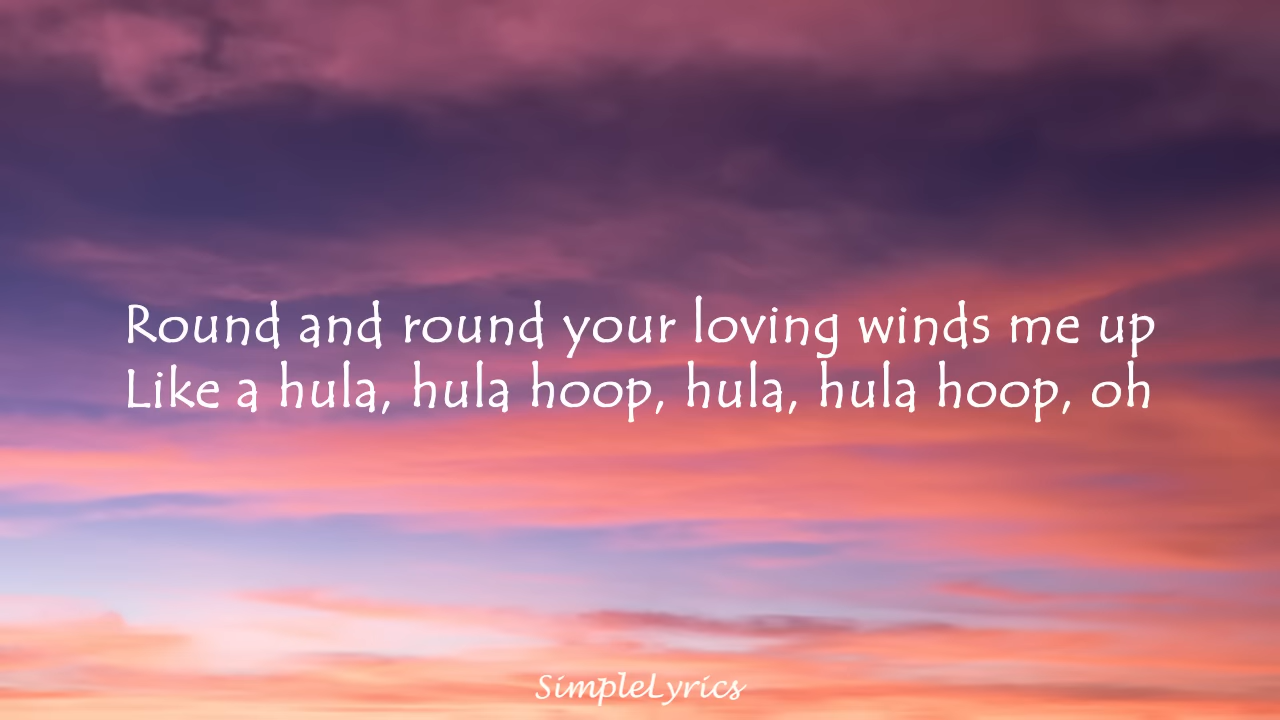 Round and round your loving winds me up
Like a hula, hula hoop, hula, hula hoop, oh
SimpleLyrics